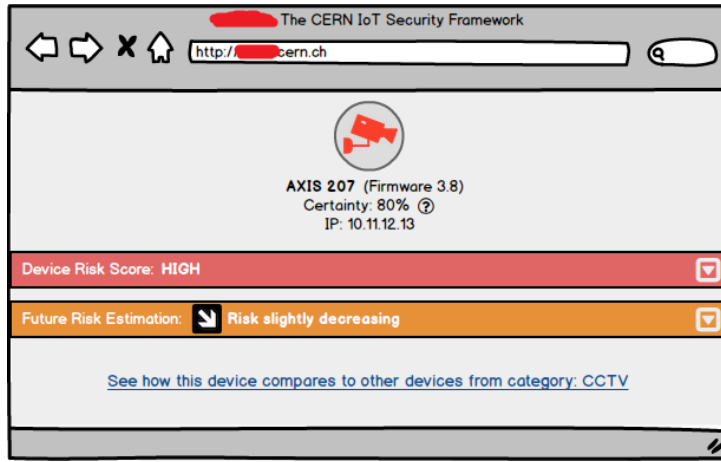 The CERN IoT Security Framework
http:/ cern.ch
AXIS 207 (Firmware 3.8)
Certainty: 80% ?
IP: 10.11.12.13
Device Risk Score: HIGH
Future Risk Estimation: Risk slightly decreasing
See how this device compares to other devices from category: CCTV